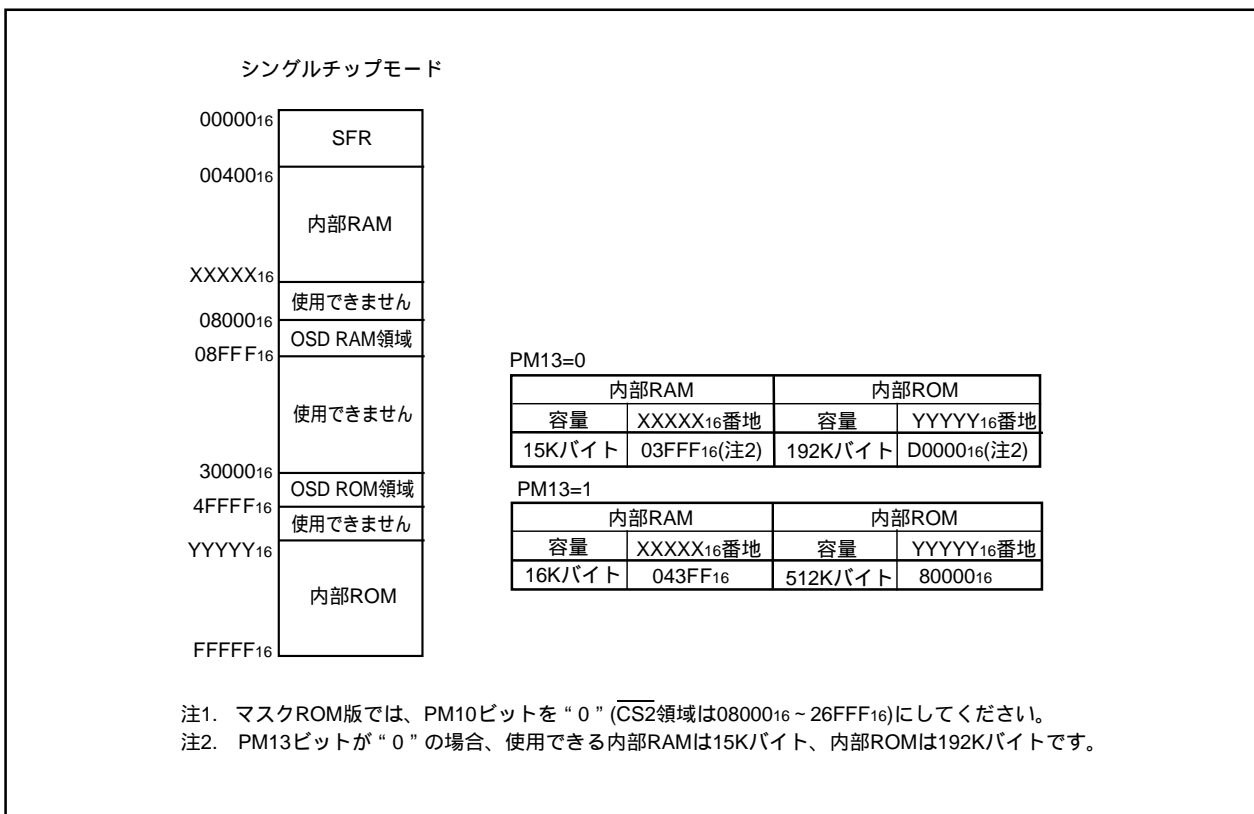 シングルチップモード
0000016
SFR
0040016
内部RAM
XXXXX16
使用できません
0800016
OSD RAM領域
08FFF16
使用できません
3000016
OSD ROM領域
4FFFF16
使用できません
YYYYY16
内部ROM
FFFFF16
PM13=0
内部RAM 内部ROM
容量 XXXXX16番地 容量 YYYYY16番地
15Kバイト 03FFF16(注2) 192Kバイト D000016(注2)
PM13=1
内部RAM 内部ROM
容量 XXXXX16番地 容量 YYYYY16番地
16Kバイト 043FF16 512Kバイト 8000016
注1. マスクROM版では、PM10ビットを“0”(CS2領域は0800016~26FFF16)にしてください。
注2. PM13ビットが“0”の場合、使用できる内部RAMは15Kバイト、内部ROMは192Kバイトです。